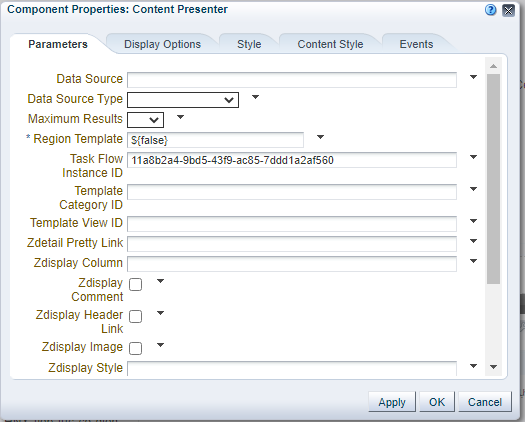 Component Properties: Content Presenter
Parameters
Display Options
Style
Content Style
Events
Data Source
Data Source Type
Maximum Results
* Region Template ${false}
Task Flow
Instance ID 11a8b2a4-9bd5-43f9-ac85-7ddd1a2af560
Template
Category ID
Template View ID
Zdetail Pretty Link
Zdisplay Column
Zdisplay
Comment
Zdisplay Header
Link
Zdisplay Image
Zdisplay Style
Apply
OK
Cancel